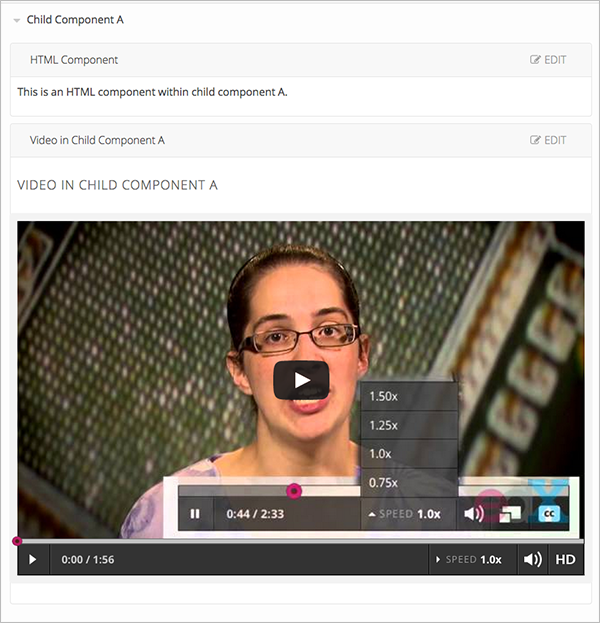 Child Component A
HTML Component
EDIT
This is an HTML component within child component A.
Video in Child Component A
EDIT
VIDEO IN CHILD COMPONENT A
1.50x
1.25x
1.0x
0.75x
0:44 / 2:33
SPEED 1.0x
CC
0:00 / 1:56
SPEED 1.0x
HD